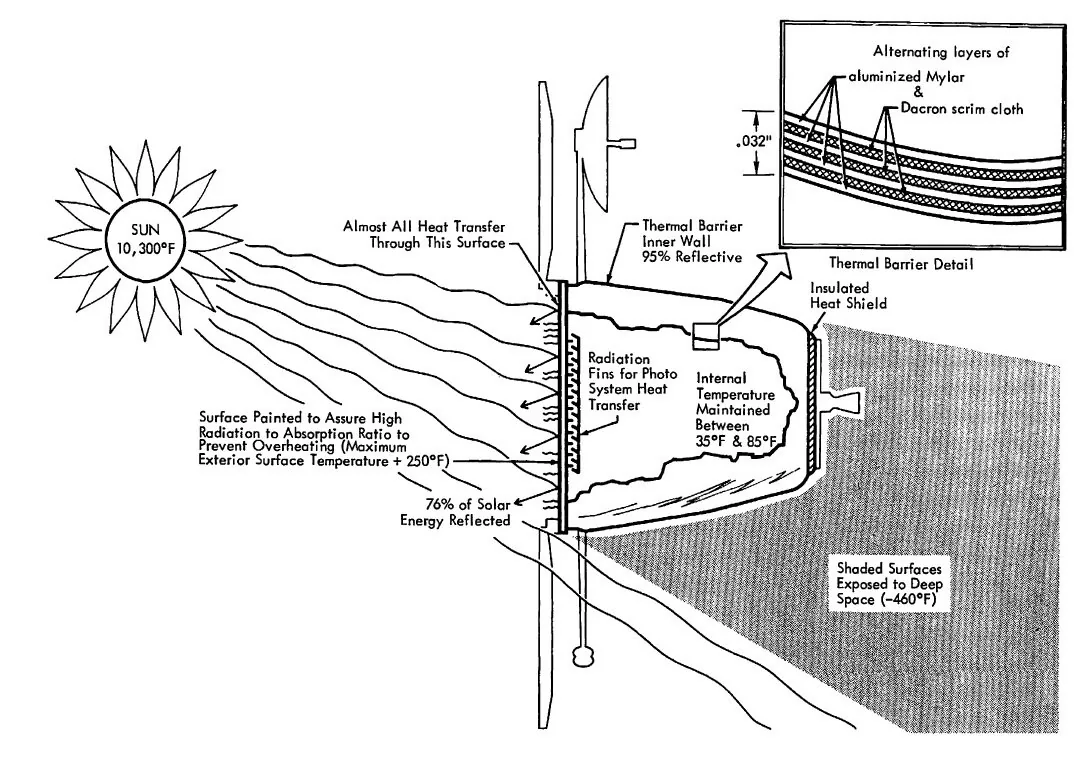 Alternating layers of
aluminized Mylar
&
Dacron scrim cloth
.032"
Thermal Barrier Detail
SUN
10,300°F
Almost All Heat Transfer
Through This Surface
Thermal Barrier
Inner Wall
95% Reflective
Insulated
Heat Shield
Radiation
Fins for Photo
System Heat
Transfer
Internal
Temperature
Maintained
Between
35°F & 85°F
Surface Painted to Assure High
Radiation to Absorption Ratio to
Prevent Overheating (Maximum
Exterior Surface Temperature + 250°F)
76% of Solar
Energy Reflected
Shaded Surfaces
Exposed to Deep
Space (-460°F)